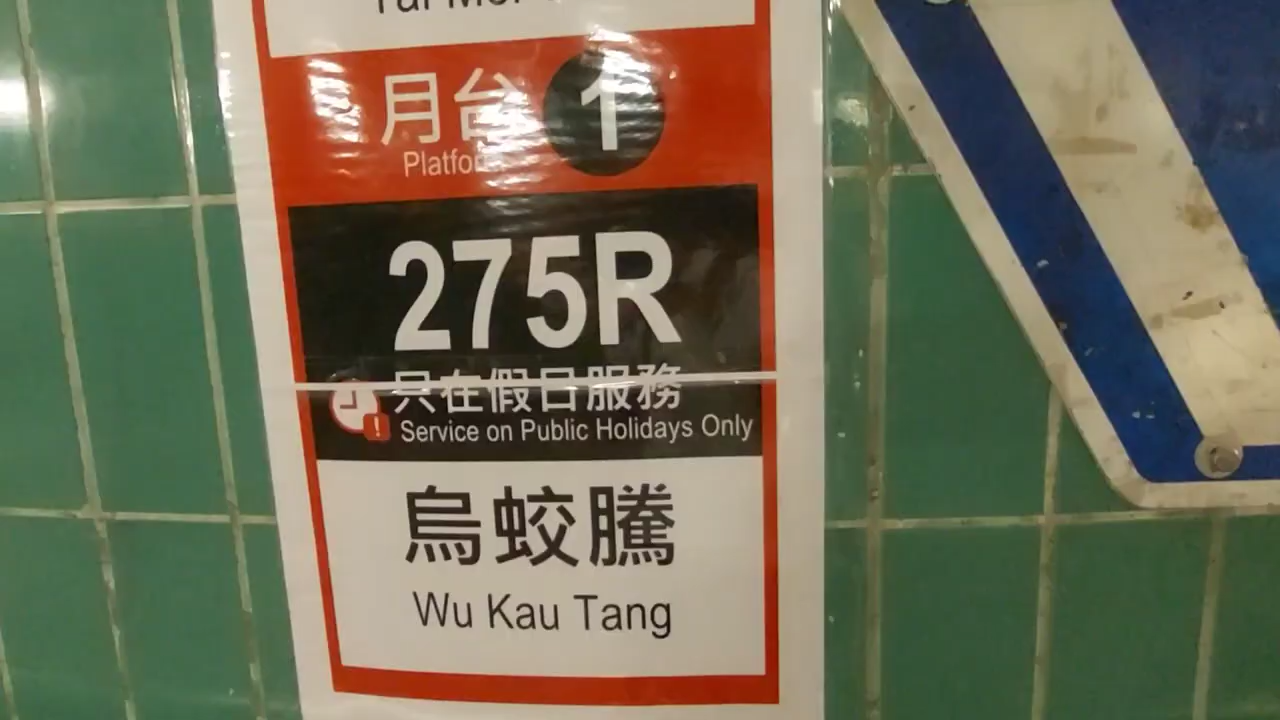 月台 1
Platform
275R
只在假日服務
Service on Public Holidays Only
烏蛟騰
Wu Kau Tang